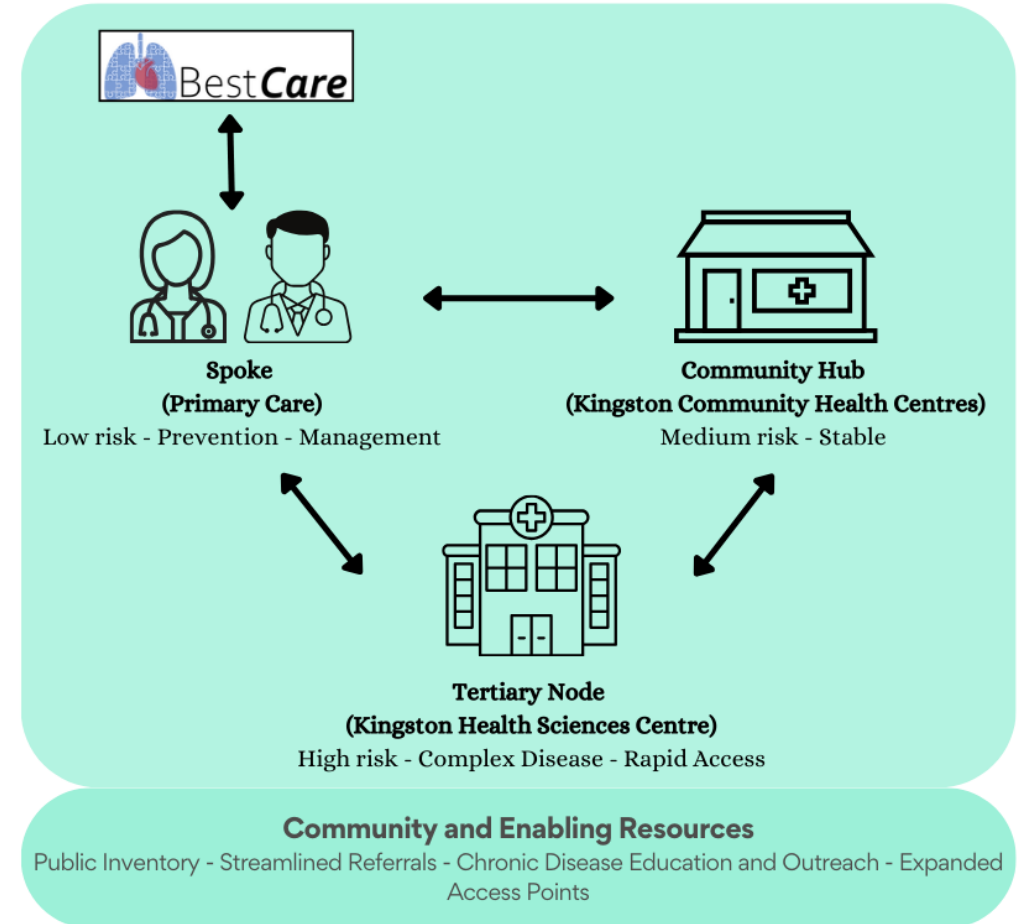 BestCare
Spoke
(Primary Care)
Low risk - Prevention - Management
Community Hub
(Kingston Community Health Centres)
Medium risk - Stable
Tertiary Node
(Kingston Health Sciences Centre)
High risk - Complex Disease - Rapid Access
Community and Enabling Resources
Public Inventory - Streamlined Referrals - Chronic Disease Education and Outreach - Expanded
Access Points